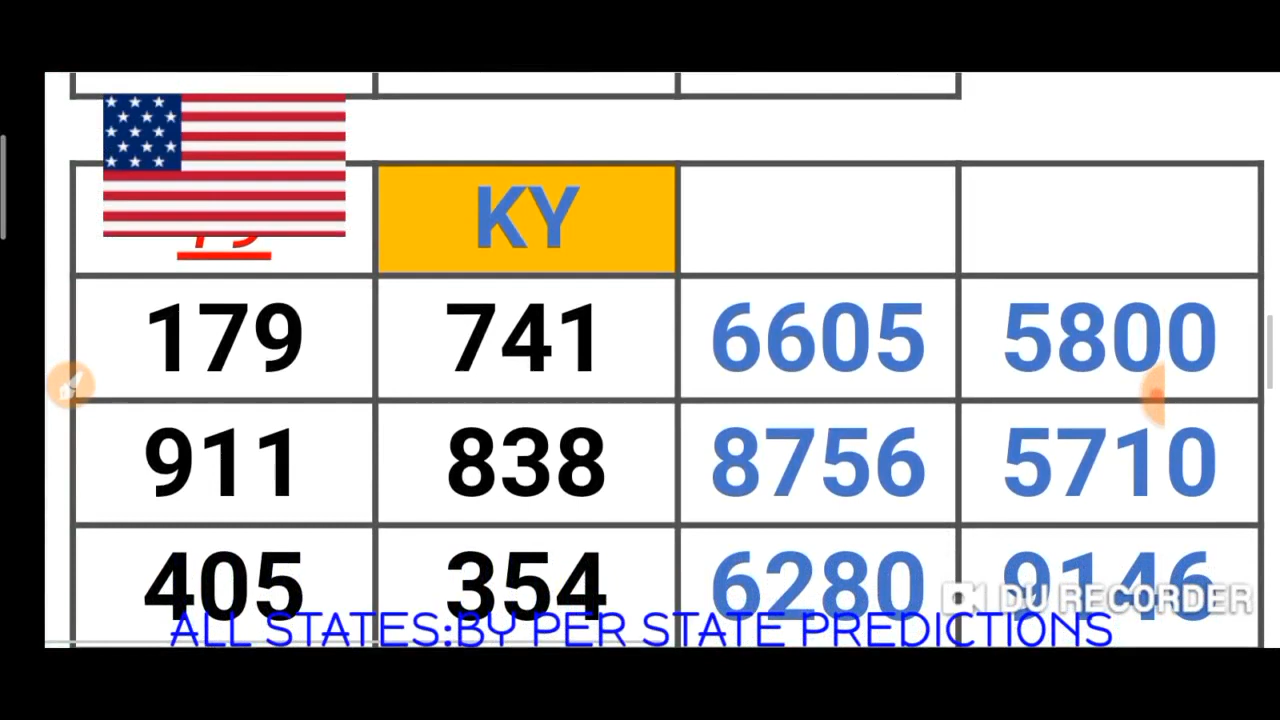 KY
179 741 6605 5800
911 838 8756 5710
405 354 6280 9146
DU RECORDER
ALL STATES:BY PER STATE PREDICTIONS